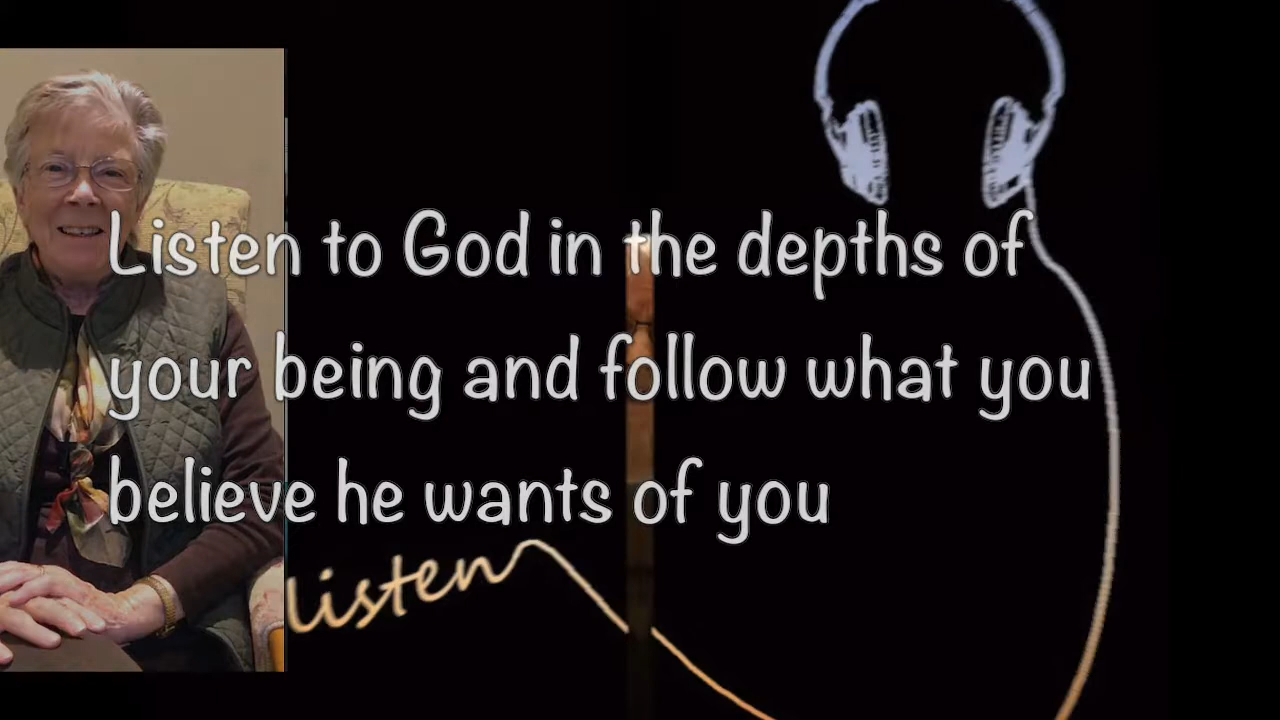 Listen to God in the depths of
your being and follow what you
believe he wants of you
listen